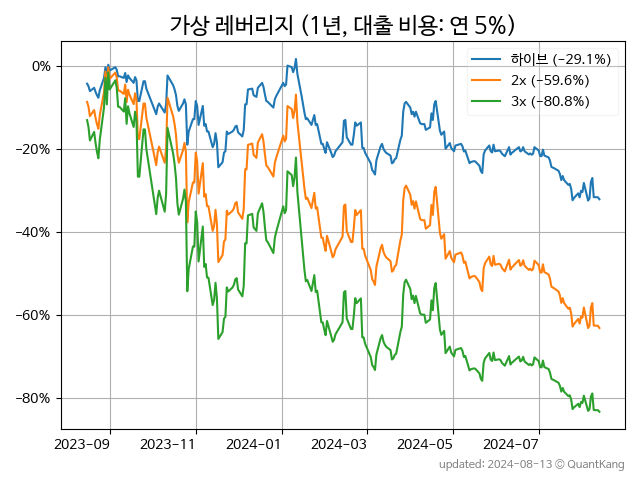 가상 레버리지 (1년, 대출 비용: 연 5%)
하이브 (−29.1%)
2x (−59.6%)
3x (−80.8%)
0%
−20%
−40%
−60%
−80%
2023-09 2023-11 2024-01 2024-03 2024-05 2024-07
updated: 2024-08-13 © QuantKang